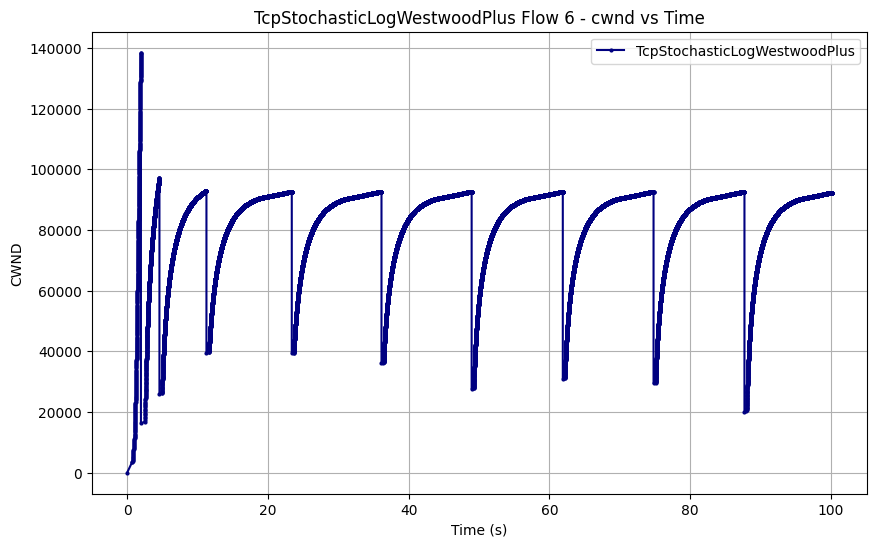 TcpStochasticLogWestwoodPlus Flow 6 - cwnd vs Time
TcpStochasticLogWestwoodPlus
140000
120000
100000
80000
60000
40000
20000
0
CWND
0 20 40 60 80 100
Time (s)